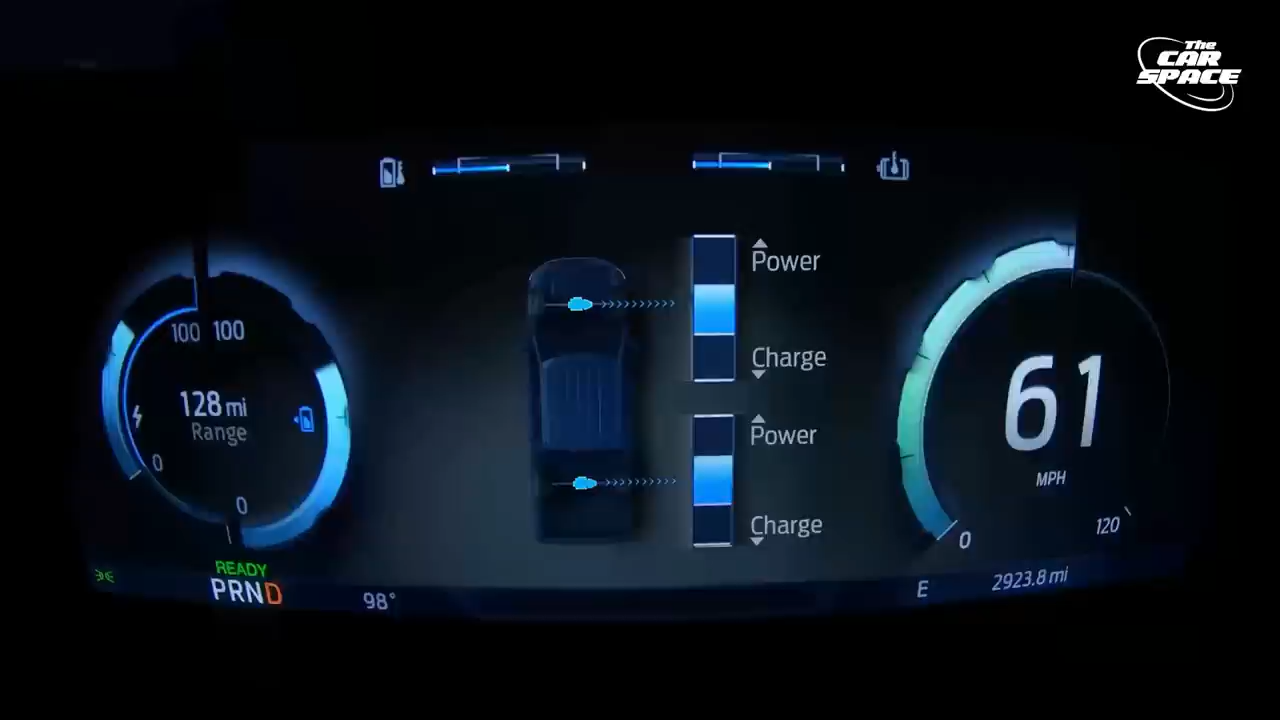 The
CAR
SPACE
Power
Charge
Power
Charge
100 100
128 mi
Range
0
0
61
MPH
0
120
READY
PRND
98°
E
2923.8 mi